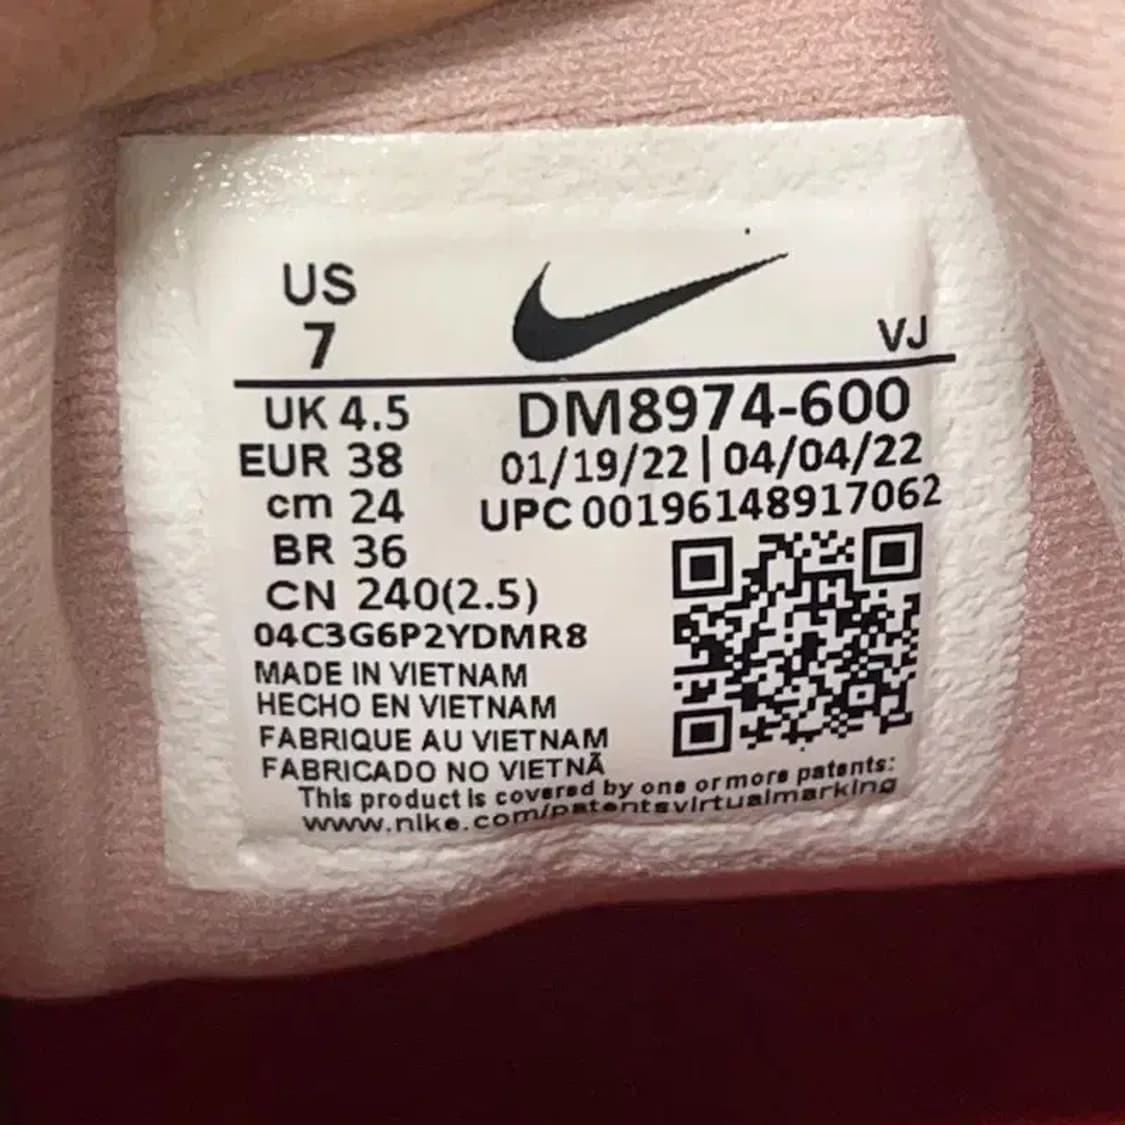 US
7
VJ
UK 4.5
DM8974-600
EUR 38
01/19/22 | 04/04/22
cm 24
UPC 00196148917062
BR 36
CN 240(2.5)
04C3G6P2YDMR8
MADE IN VIETNAM
HECHO EN VIETNAM
FABRIQUE AU VIETNAM
FABRICADO NO VIETNÃ
This product is covered by one or more patents:
www.nike.com/patentsvirtualmarking